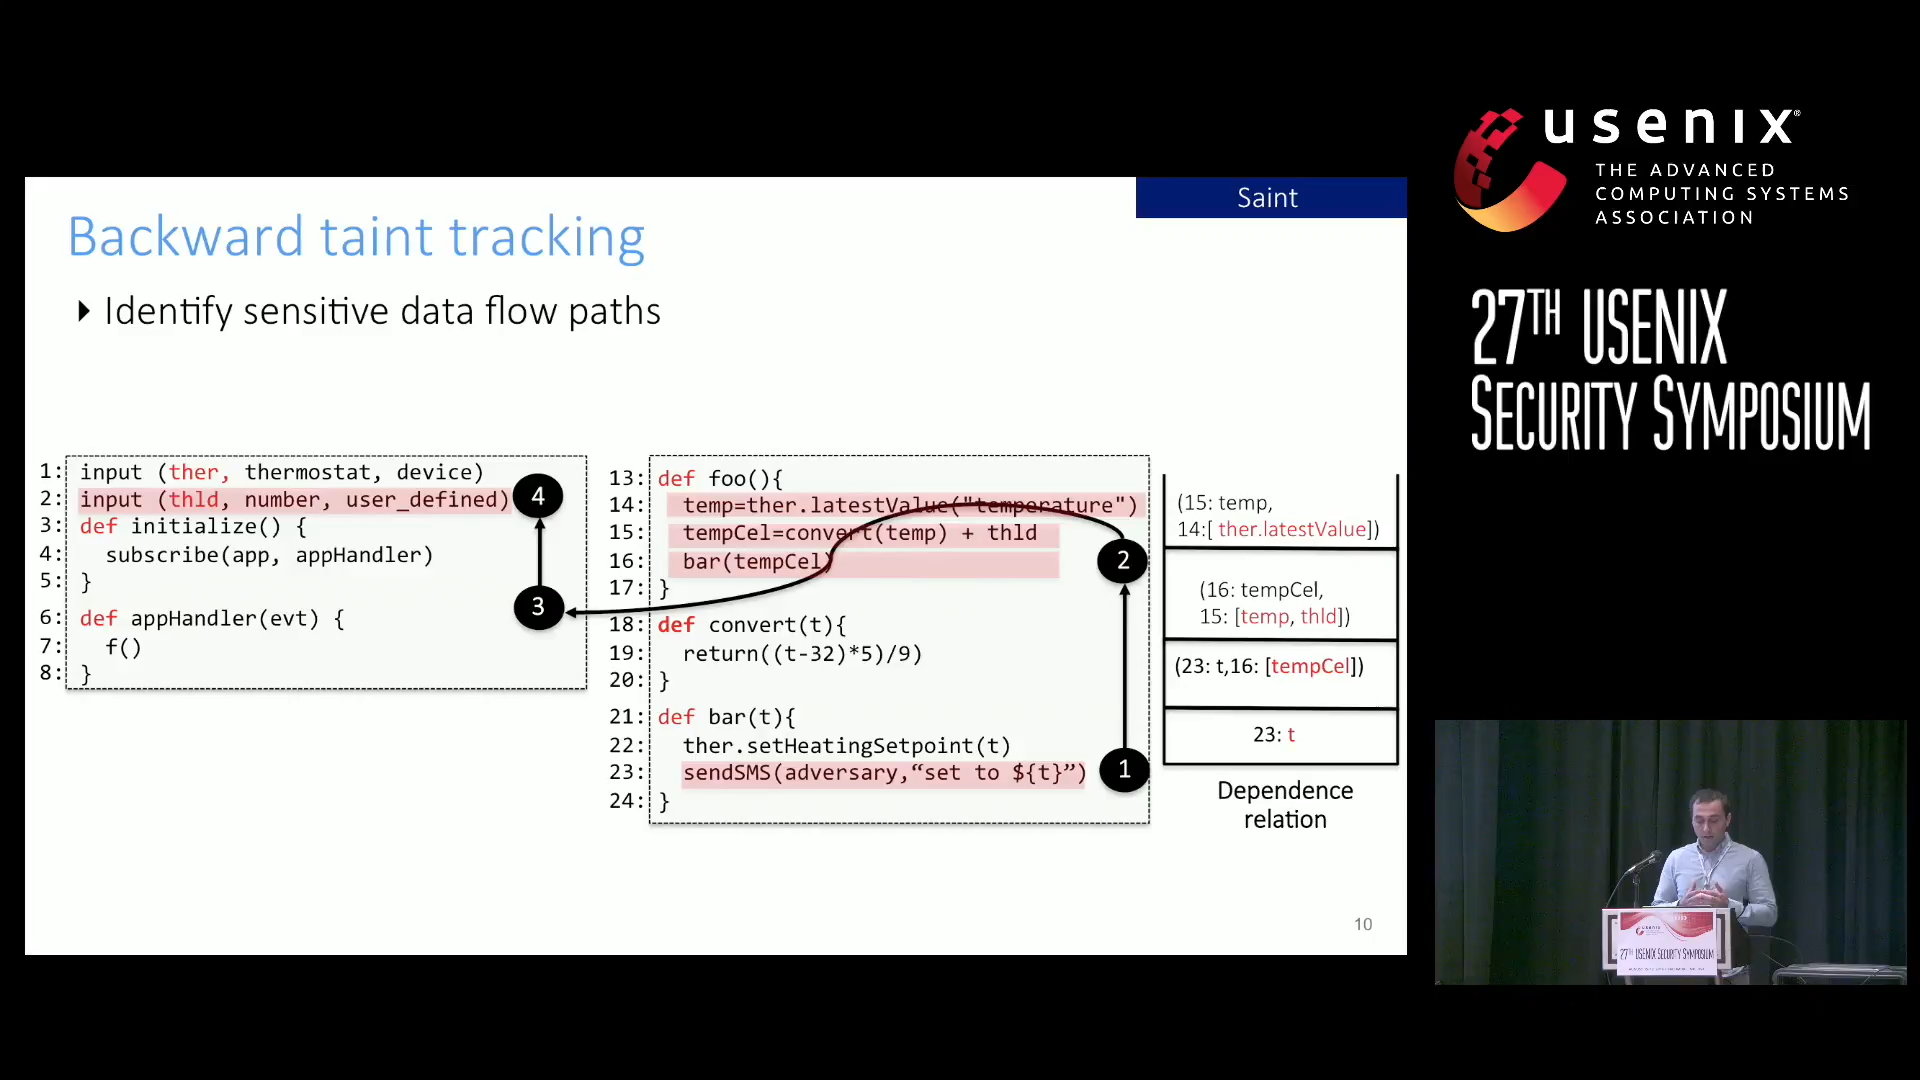 Saint
Backward taint tracking
Identify sensitive data flow paths
1: input (ther, thermostat, device)
2: input (thld, number, user_defined)
3: def initialize() {
4: subscribe(app, appHandler)
5: }
6: def appHandler(evt) {
7: f()
8: }
4
3
13: def foo(){
14: temp=ther.latestValue("temperature")
15: tempCel=convert(temp) + thld
16: bar(tempCel)
17: }
18: def convert(t){
19: return((t-32)*5)/9)
20: }
21: def bar(t){
22: ther.setHeatingSetpoint(t)
23: sendSMS(adversary,“set to ${t}”)
24: }
2
1
(15: temp,
14:[ ther.latestValue])
(16: tempCel,
15: [temp, thld])
(23: t,16: [tempCel])
23: t
Dependence
relation
10
usenix®
THE ADVANCED
COMPUTING SYSTEMS
ASSOCIATION
27TH USENIX
SECURITY SYMPOSIUM
usenix
27TH USENIX SECURITY SYMPOSIUM